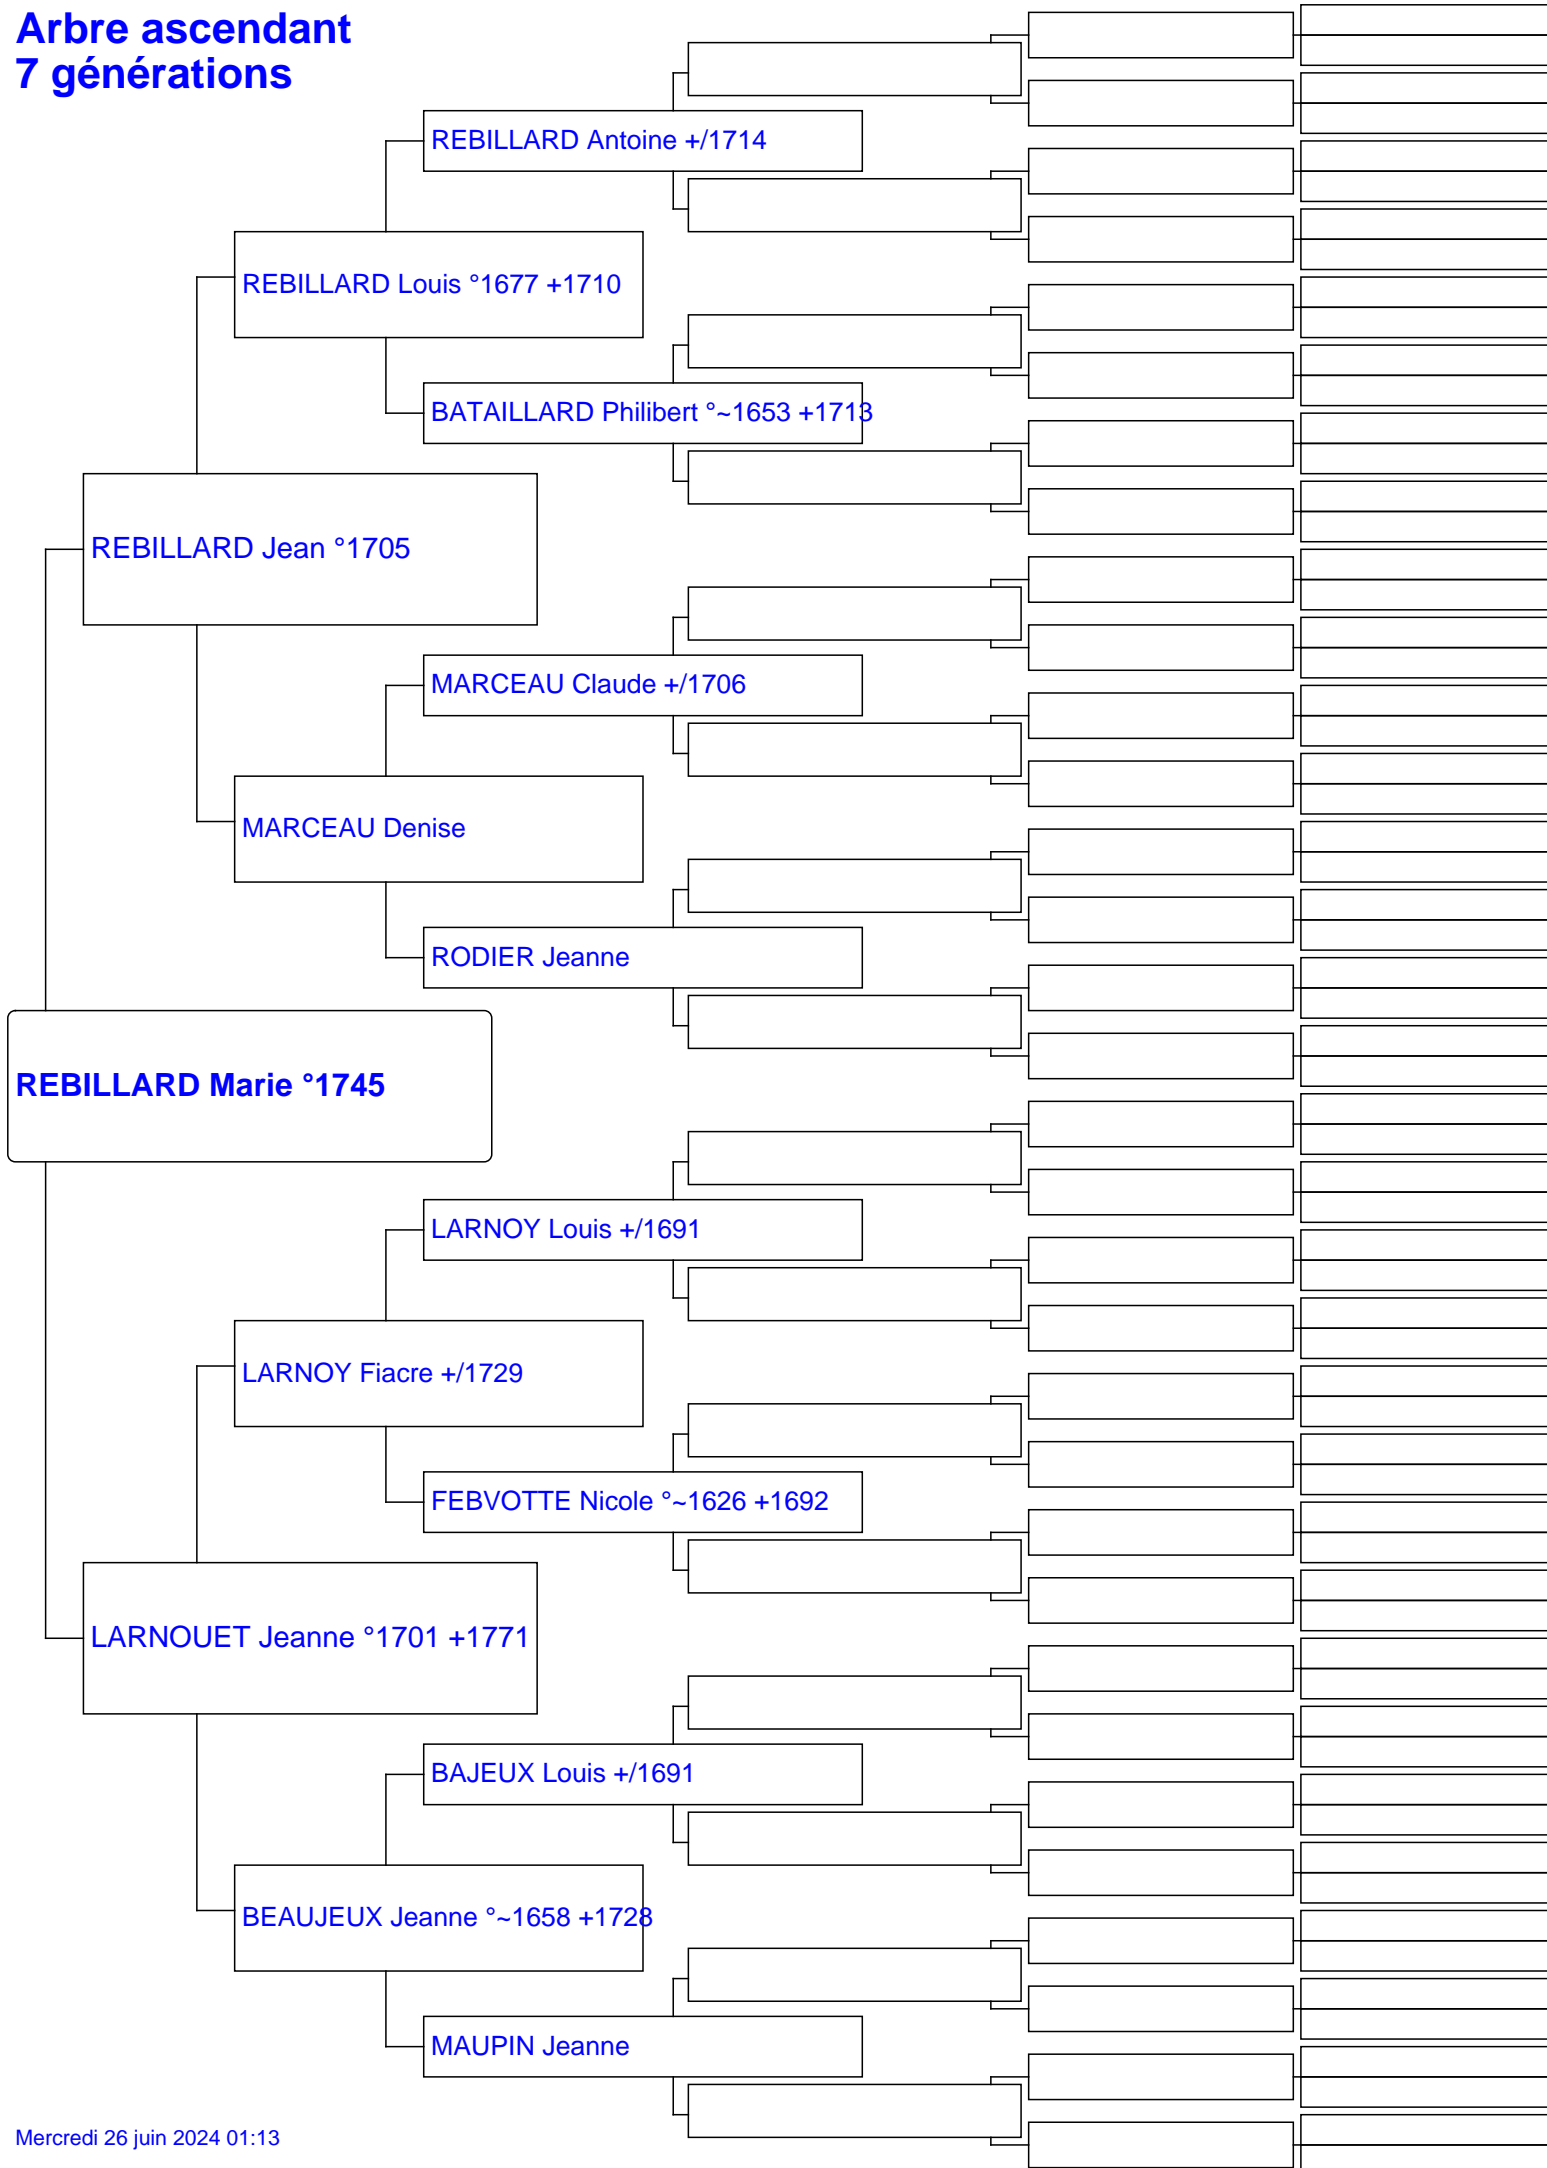 Arbre ascendant
7 générations
REBILLARD Antoine +/1714
REBILLARD Louis °1677 +1710
BATAILLARD Philibert °~1653 +1713
REBILLARD Jean °1705
MARCEAU Claude +/1706
MARCEAU Denise
RODIER Jeanne
REBILLARD Marie °1745
LARNOY Louis +/1691
LARNOY Fiacre +/1729
FEBVOTTE Nicole °~1626 +1692
LARNOUET Jeanne °1701 +1771
BAJEUX Louis +/1691
BEAUJEUX Jeanne °~1658 +1728
MAUPIN Jeanne
Mercredi 26 juin 2024 01:13